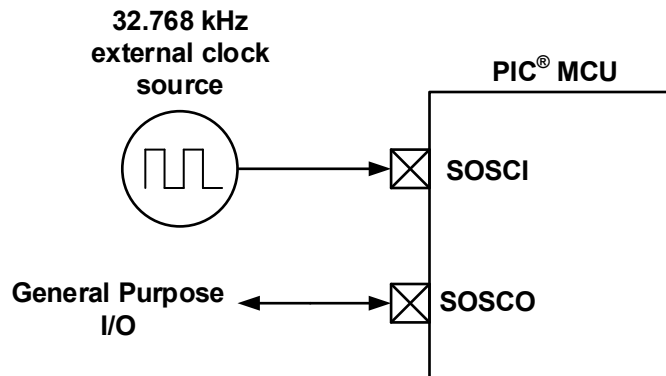 32.768 kHz
external clock
source
PIC® MCU
SOSCI
General Purpose
I/O
SOSCO